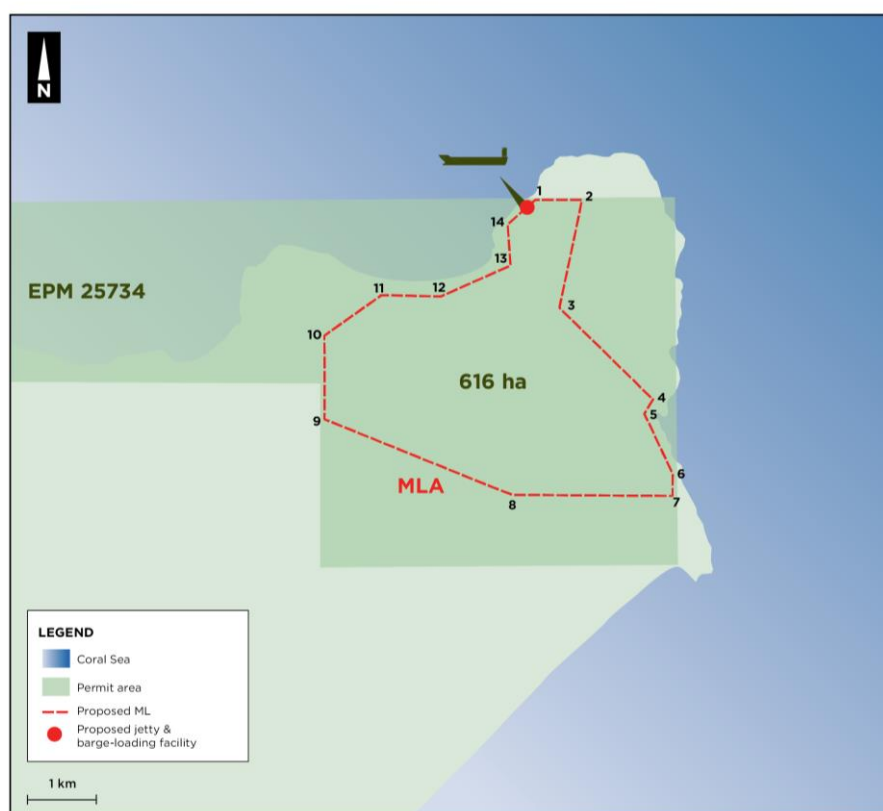 N
1
2
14
13
EPM 25734
11
12
3
10
616 ha
4
5
9
MLA
6
8
7
LEGEND
Coral Sea
Permit area
Proposed ML
Proposed jetty &
barge-loading facility
1 km